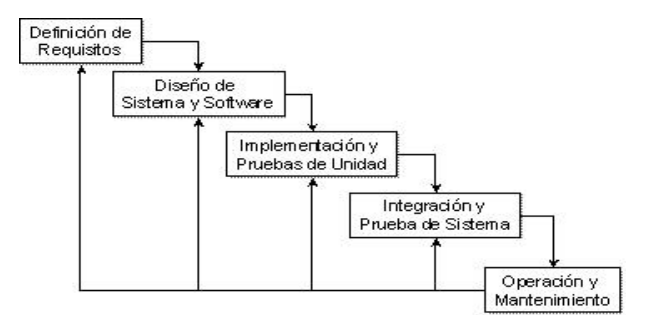 Definición de
Requisitos
Diseño de
Sistema y Software
Implementación y
Pruebas de Unidad
Integración y
Prueba de Sistema
Operación y
Mantenimiento